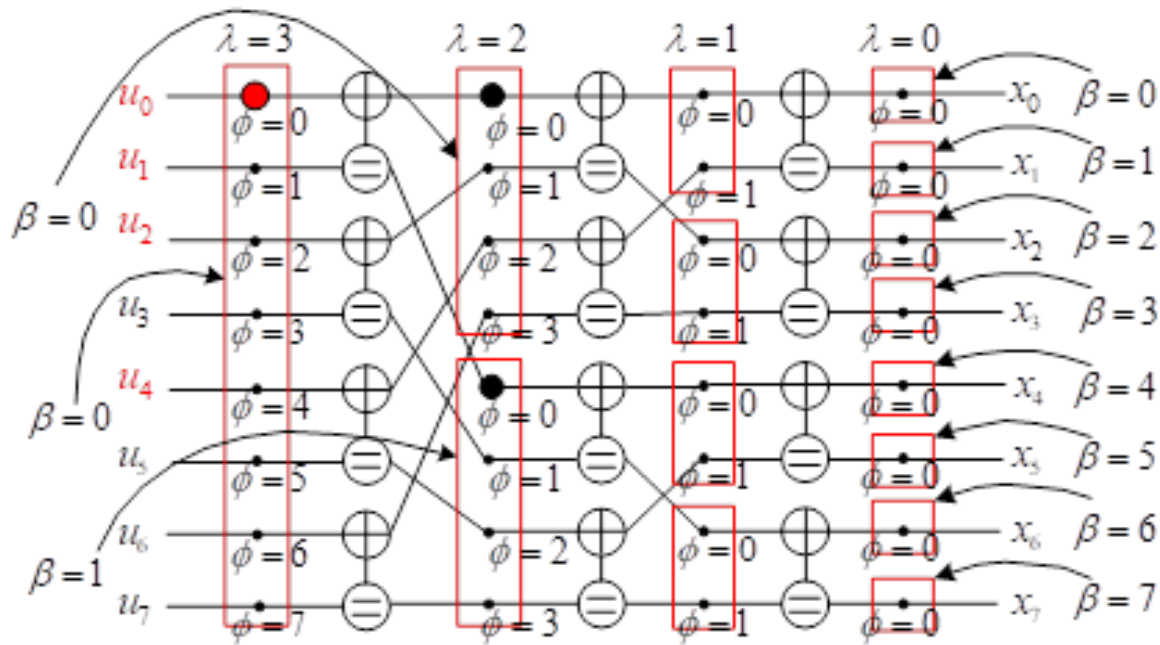 λ = 3 λ = 2 λ = 1 λ = 0
u₀ x₀ β = 0
ϕ = 0 ϕ = 0 ϕ = 0 ϕ = 0
u₁ x₁ β = 1
ϕ = 1 ϕ = 1 ϕ = 1 ϕ = 0
β = 0
u₂ x₂ β = 2
ϕ = 2 ϕ = 2 ϕ = 0 ϕ = 0
u₃ x₃ β = 3
ϕ = 3 ϕ = 3 ϕ = 1 ϕ = 0
u₄ x₄ β = 4
β = 0
ϕ = 4 ϕ = 0 ϕ = 0 ϕ = 0
u₅ x₅ β = 5
ϕ = 5 ϕ = 1 ϕ = 1 ϕ = 0
u₆ x₆ β = 6
ϕ = 6 ϕ = 2 ϕ = 0 ϕ = 0
β = 1
u₇ x₇ β = 7
ϕ = 7 ϕ = 3 ϕ = 1 ϕ = 0